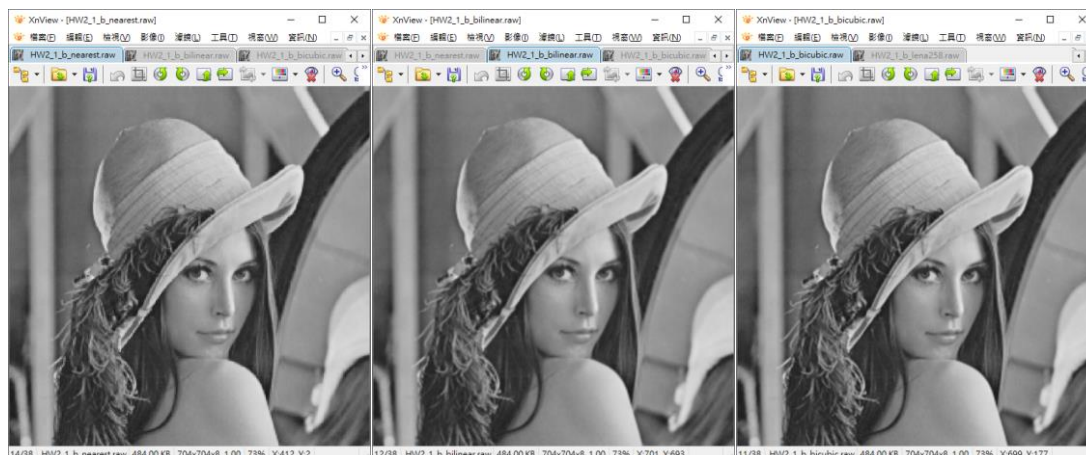 XnView - [HW2_1_b_nearest.raw]
檔案(F) 編輯(E) 檢視(V) 影像(I) 濾鏡(L) 工具(T) 視窗(W) 資訊(N)
HW2_1_b_nearest.raw HW2_1_b_bilinear.raw HW2_1_b_bicubic.raw
14/38 HW2_1_b_nearest.raw 484.00 KB 704x704x8, 1.00 73% X:412, Y:2
XnView - [HW2_1_b_bilinear.raw]
檔案(F) 編輯(E) 檢視(V) 影像(I) 濾鏡(L) 工具(T) 視窗(W) 資訊(N)
HW2_1_b_nearest.raw HW2_1_b_bilinear.raw HW2_1_b_bicubic.raw
12/38 HW2_1_b_bilinear.raw 484.00 KB 704x704x8, 1.00 73% X:701, Y:693
XnView - [HW2_1_b_bicubic.raw]
檔案(F) 編輯(E) 檢視(V) 影像(I) 濾鏡(L) 工具(T) 視窗(W) 資訊(N)
HW2_1_b_bicubic.raw HW2_1_b_lena258.raw
11/38 HW2_1_b_bicubic.raw 484.00 KB 704x704x8, 1.00 73% X:699, Y:177